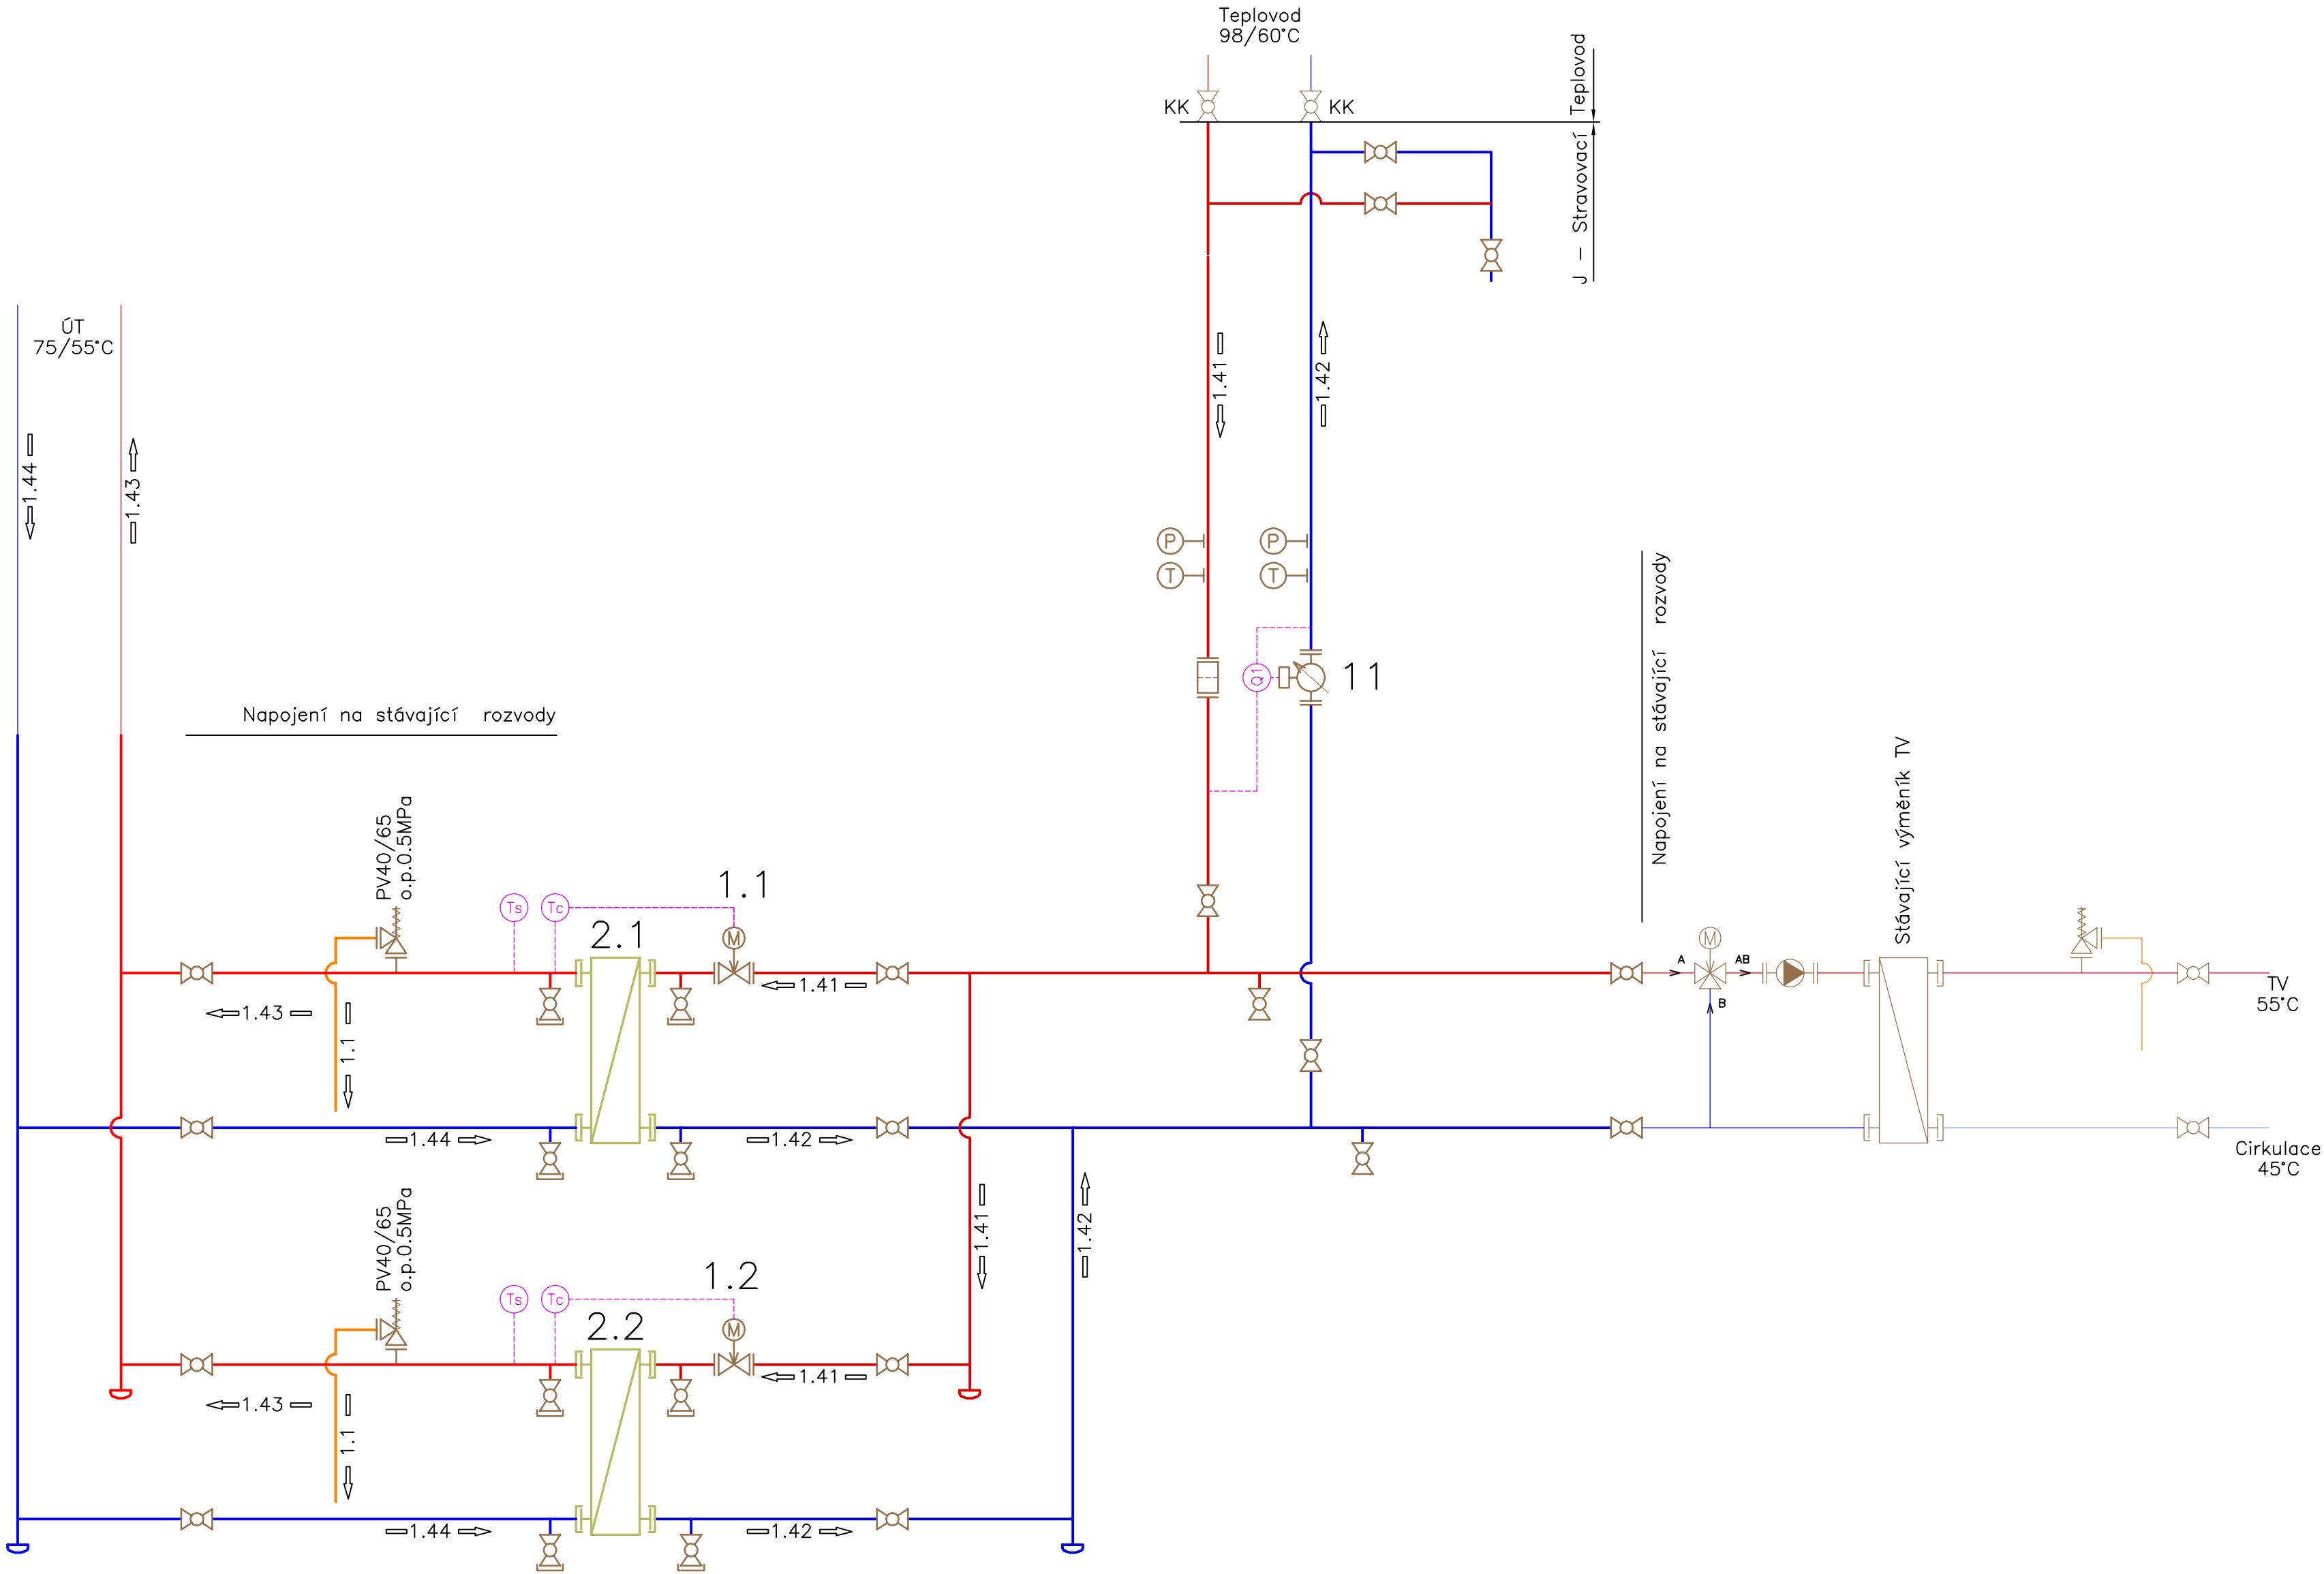 Teplovod
98/60°C
KK
KK
Teplovod
J - Stravovací
ÚT
75/55°C
1.44
1.43
1.41
1.42
P
P
T
T
Q1
11
Napojení na stávající rozvody
Napojení na stávající rozvody
Stávající výměník TV
PV40/65
o.p.0.5MPa
Ts
Tc
1.1
M
2.1
1.41
1.43
1.1
1.44
1.42
M
A
AB
B
TV
55°C
Cirkulace
45°C
1.41
1.42
PV40/65
o.p.0.5MPa
Ts
Tc
1.2
M
2.2
1.41
1.43
1.1
1.44
1.42